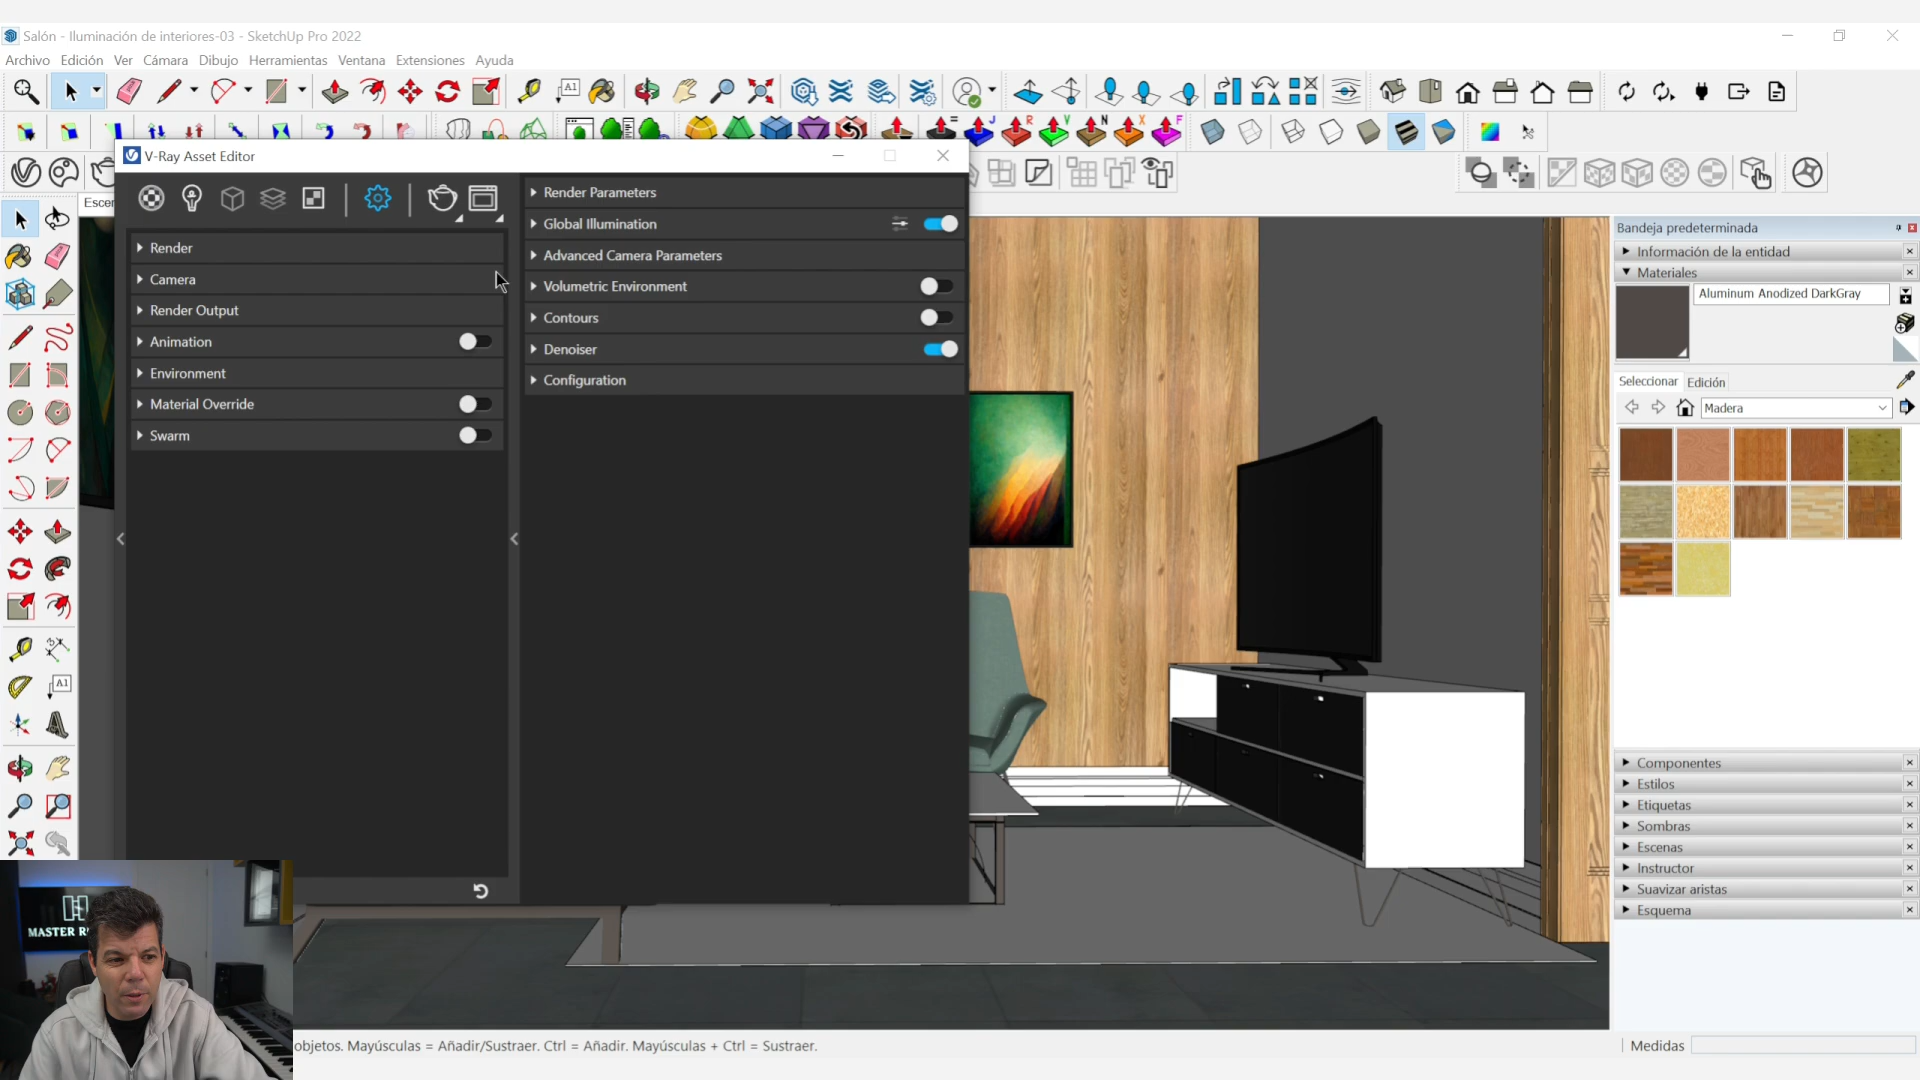 Salón - Iluminación de interiores-03 - SketchUp Pro 2022
Archivo Edición Ver Cámara Dibujo Herramientas Ventana Extensiones Ayuda
V-Ray Asset Editor
Render
Camera
Render Output
Animation
Environment
Material Override
Swarm
Render Parameters
Global Illumination
Advanced Camera Parameters
Volumetric Environment
Contours
Denoiser
Configuration
Bandeja predeterminada
Información de la entidad
Materiales
Aluminum Anodized DarkGray
Seleccionar Edición
Madera
Componentes
Estilos
Etiquetas
Sombras
Escenas
Instructor
Suavizar aristas
Esquema
objetos. Mayúsculas = Añadir/Sustraer. Ctrl = Añadir. Mayúsculas + Ctrl = Sustraer.
Medidas
MASTER